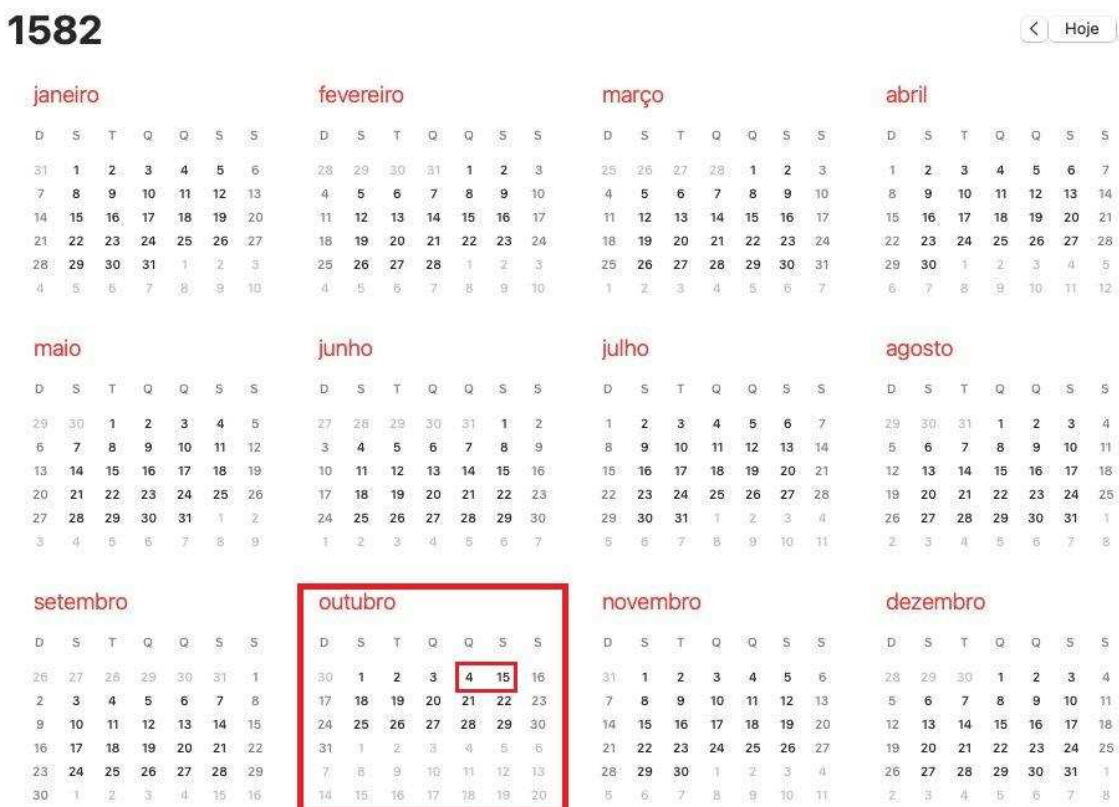 1582
< Hoje
janeiro
D S T Q Q S S
31 1 2 3 4 5 6
7 8 9 10 11 12 13
14 15 16 17 18 19 20
21 22 23 24 25 26 27
28 29 30 31 1 2 3
4 5 6 7 8 9 10
fevereiro
D S T Q Q S S
28 29 30 31 1 2 3
4 5 6 7 8 9 10
11 12 13 14 15 16 17
18 19 20 21 22 23 24
25 26 27 28 1 2 3
4 5 6 7 8 9 10
março
D S T Q Q S S
25 26 27 28 1 2 3
4 5 6 7 8 9 10
11 12 13 14 15 16 17
18 19 20 21 22 23 24
25 26 27 28 29 30 31
1 2 3 4 5 6 7
abril
D S T Q Q S S
1 2 3 4 5 6 7
8 9 10 11 12 13 14
15 16 17 18 19 20 21
22 23 24 25 26 27 28
29 30 1 2 3 4 5
6 7 8 9 10 11 12
maio
D S T Q Q S S
29 30 1 2 3 4 5
6 7 8 9 10 11 12
13 14 15 16 17 18 19
20 21 22 23 24 25 26
27 28 29 30 31 1 2
3 4 5 6 7 8 9
junho
D S T Q Q S S
27 28 29 30 31 1 2
3 4 5 6 7 8 9
10 11 12 13 14 15 16
17 18 19 20 21 22 23
24 25 26 27 28 29 30
1 2 3 4 5 6 7
julho
D S T Q Q S S
1 2 3 4 5 6 7
8 9 10 11 12 13 14
15 16 17 18 19 20 21
22 23 24 25 26 27 28
29 30 31 1 2 3 4
5 6 7 8 9 10 11
agosto
D S T Q Q S S
29 30 31 1 2 3 4
5 6 7 8 9 10 11
12 13 14 15 16 17 18
19 20 21 22 23 24 25
26 27 28 29 30 31 1
2 3 4 5 6 7 8
setembro
D S T Q Q S S
26 27 28 29 30 31 1
2 3 4 5 6 7 8
9 10 11 12 13 14 15
16 17 18 19 20 21 22
23 24 25 26 27 28 29
30 1 2 3 4 15 16
outubro
D S T Q Q S S
30 1 2 3 4 15 16
17 18 19 20 21 22 23
24 25 26 27 28 29 30
31 1 2 3 4 5 6
7 8 9 10 11 12 13
14 15 16 17 18 19 20
novembro
D S T Q Q S S
31 1 2 3 4 5 6
7 8 9 10 11 12 13
14 15 16 17 18 19 20
21 22 23 24 25 26 27
28 29 30 1 2 3 4
5 6 7 8 9 10 11
dezembro
D S T Q Q S S
28 29 30 1 2 3 4
5 6 7 8 9 10 11
12 13 14 15 16 17 18
19 20 21 22 23 24 25
26 27 28 29 30 31 1
2 3 4 5 6 7 8